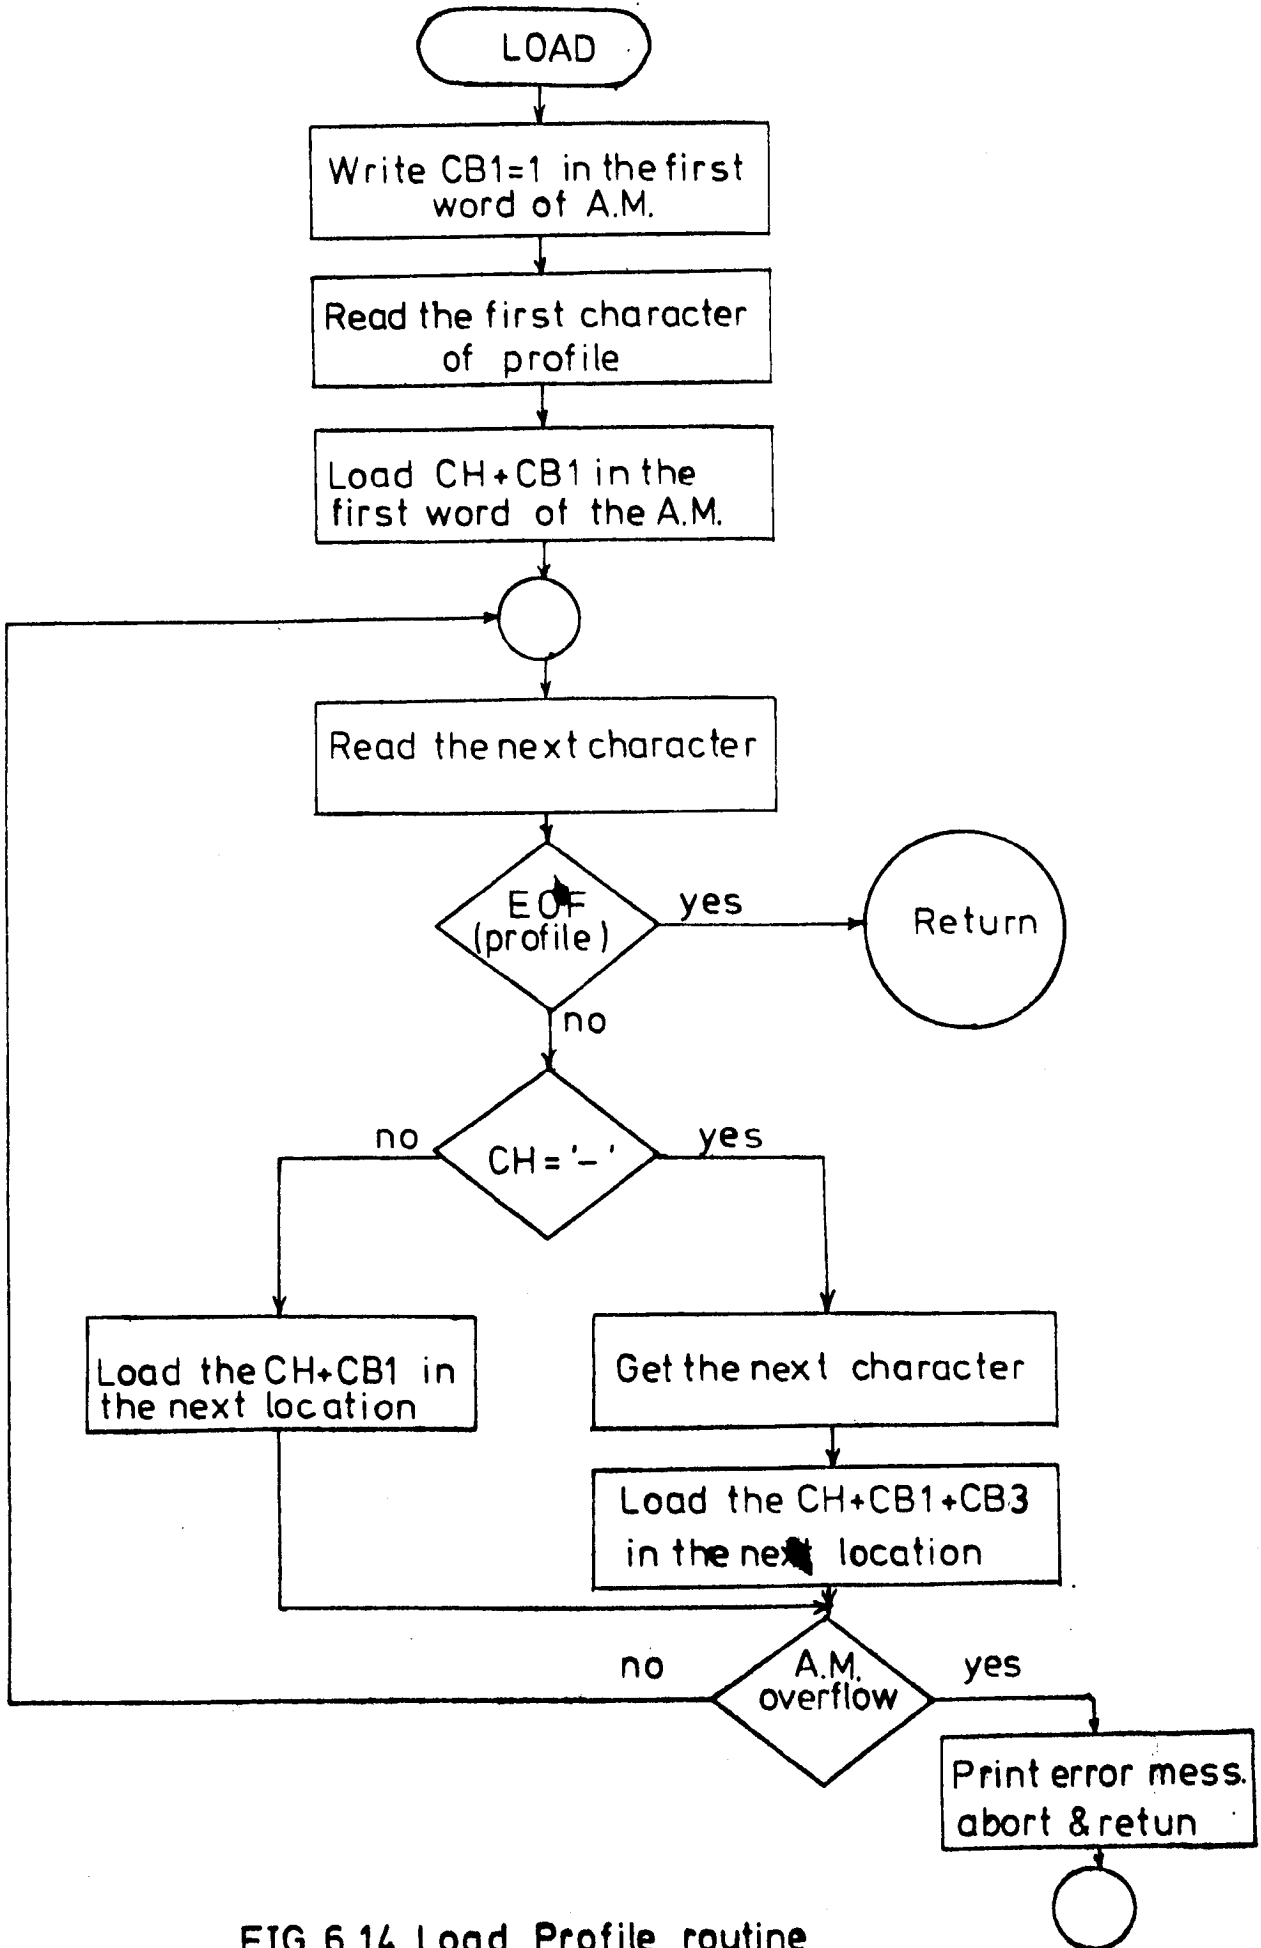 LOAD
Write CB1=1 in the first
word of A.M.
Read the first character
of profile
Load CH+CB1 in the
first word of the A.M.
Read the next character
EOF
(profile)
yes
Return
no
CH='-'
no
yes
Load the CH+CB1 in
the next location
Get the next character
Load the CH+CB1+CB3
in the next location
A.M.
overflow
no
yes
Print error mess.
abort & retun
FIG 6.14 Load Profile routine